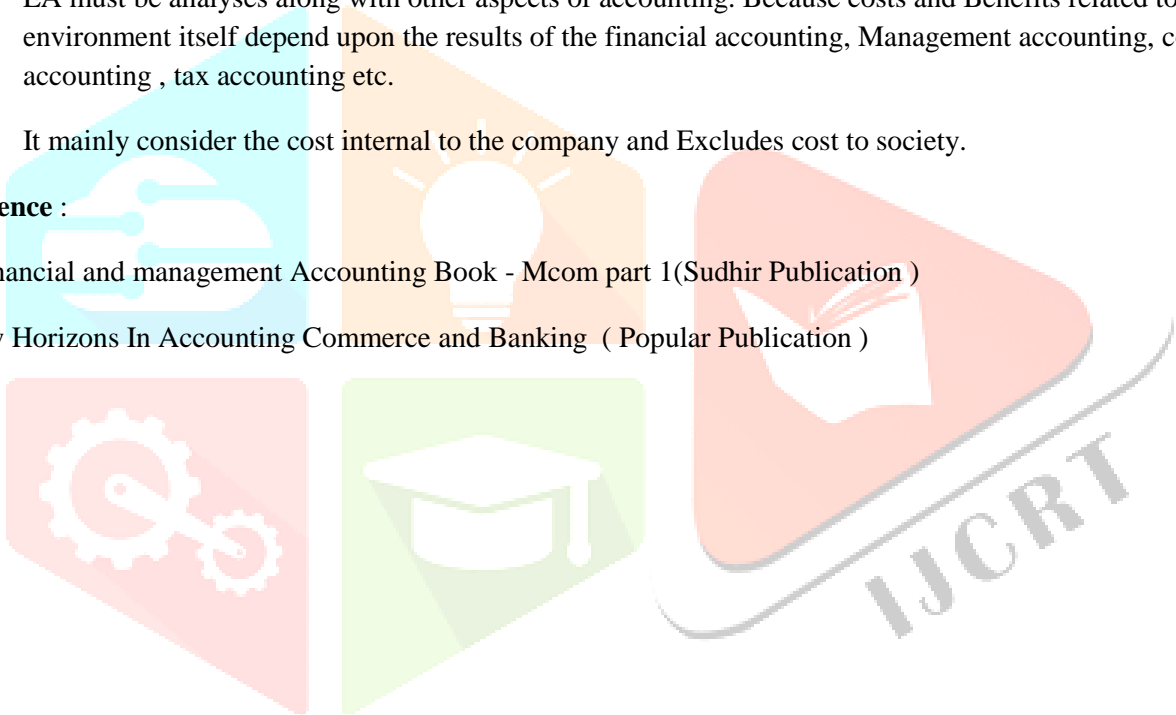 EA must be analyses along with other aspects of accounting. Because costs and Benefits related to
environment itself depend upon the results of the financial accounting, Management accounting, c
accounting , tax accounting etc.
It mainly consider the cost internal to the company and Excludes cost to society.
ence :
nancial and management Accounting Book - Mcom part 1(Sudhir Publication )
Horizons In Accounting Commerce and Banking ( Popular Publication )
IJCRT